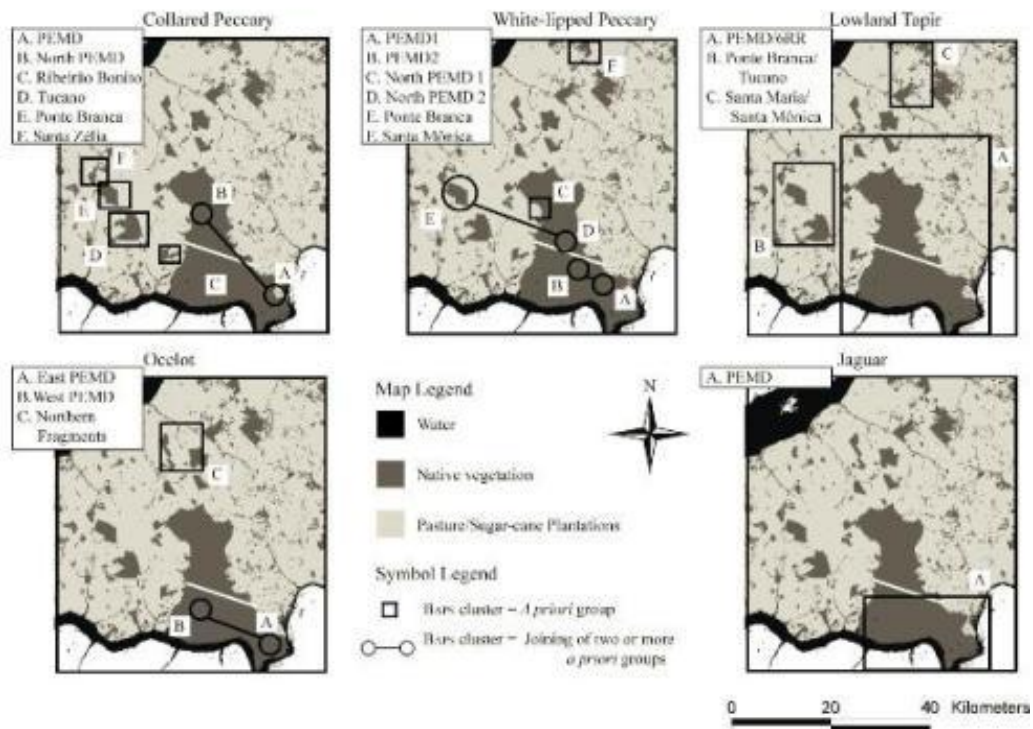 Collared Peccary
A. PEMD
B. North PEMD
C. Ribeirão Bonito
D. Tucano
E. Ponte Branca
F. Santa Zélia
F
B
E
D
C
A
White-lipped Peccary
A. PEMD1
B. PEMD2
C. North PEMD 1
D. North PEMD 2
E. Ponte Branca
F. Santa Mônica
F
C
E
D
B
A
Lowland Tapir
A. PEMD/6RR
B. Ponte Branca/
Tucano
C. Santa Maria/
Santa Mônica
C
A
B
Ocelot
A. East PEMD
B. West PEMD
C. Northern
Fragments
C
B
A
Map Legend
Water
Native vegetation
Pasture/Sugar-cane Plantations
Symbol Legend
BAPS cluster = A priori group
BAPS cluster = Joining of two or more
a priori groups
N
Jaguar
A. PEMD
A
0 20 40 Kilometers